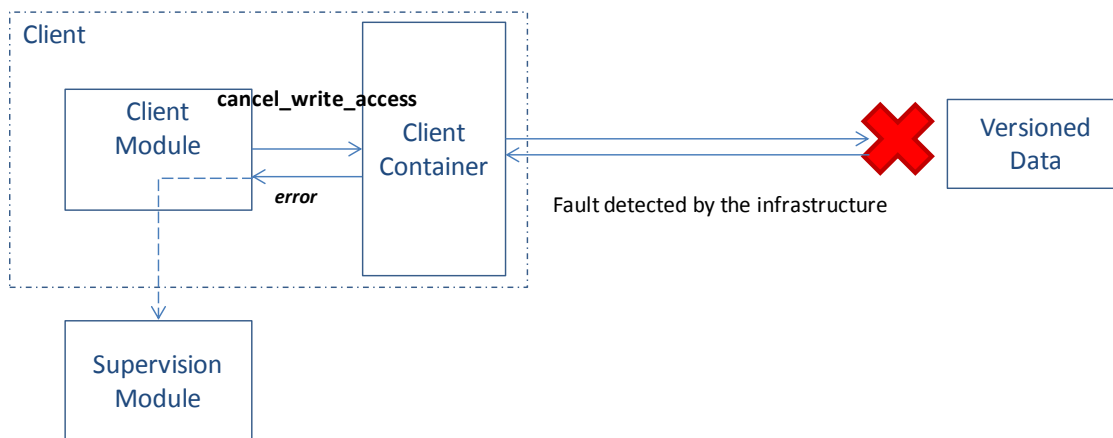 Client
cancel_write_access
Client
Module
Client
Container
Versioned
Data
error
Fault detected by the infrastructure
Supervision
Module